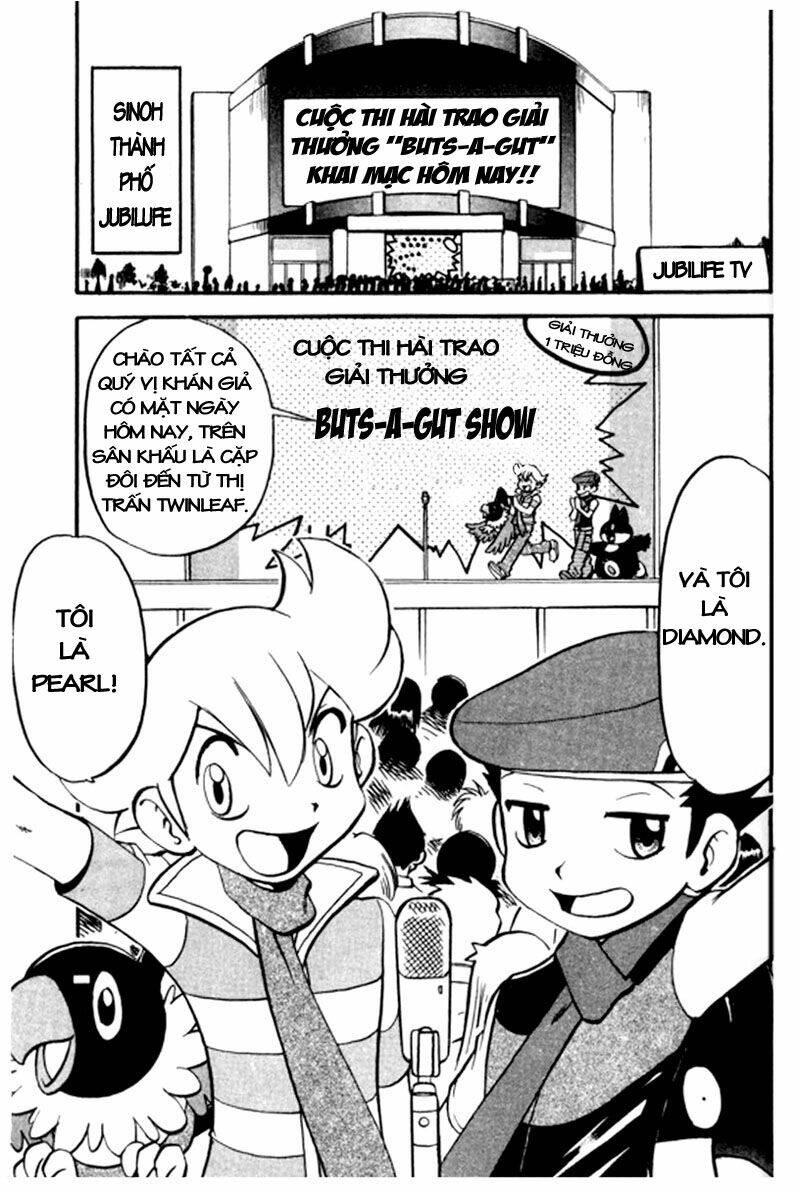 SINOH
THÀNH
PHỐ
JUBILUFE
CUỘC THI HÀI TRAO GIẢI
THƯỞNG "BUTS-A-GUT"
KHAI MẠC HÔM NAY!!
JUBILIFE TV
CHÀO TẤT CẢ
QUÝ VỊ KHÁN GIẢ
CÓ MẶT NGÀY
HÔM NAY, TRÊN
SÂN KHẤU LÀ CẶP
ĐÔI ĐẾN TỪ THỊ
TRẤN TWINLEAF.
CUỘC THI HÀI TRAO
GIẢI THƯỞNG
BUTS-A-GUT SHOW
GIẢI THƯỞNG
1 TRIỆU ĐỒNG
TÔI
LÀ
PEARL!
VÀ TÔI
LÀ
DIAMOND.